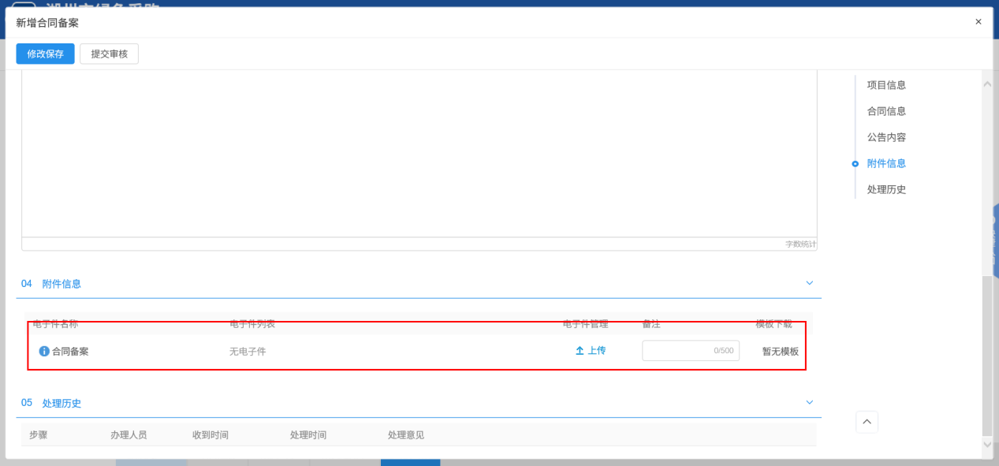 新增合同备案
×
修改保存 提交审核
项目信息
合同信息
公告内容
附件信息
处理历史
字数统计
04 附件信息
电子件名称 电子件列表 电子件管理 备注 模板下载
合同备案 无电子件 上传 0/500 暂无模板
05 处理历史
步骤 办理人员 收到时间 处理时间 处理意见